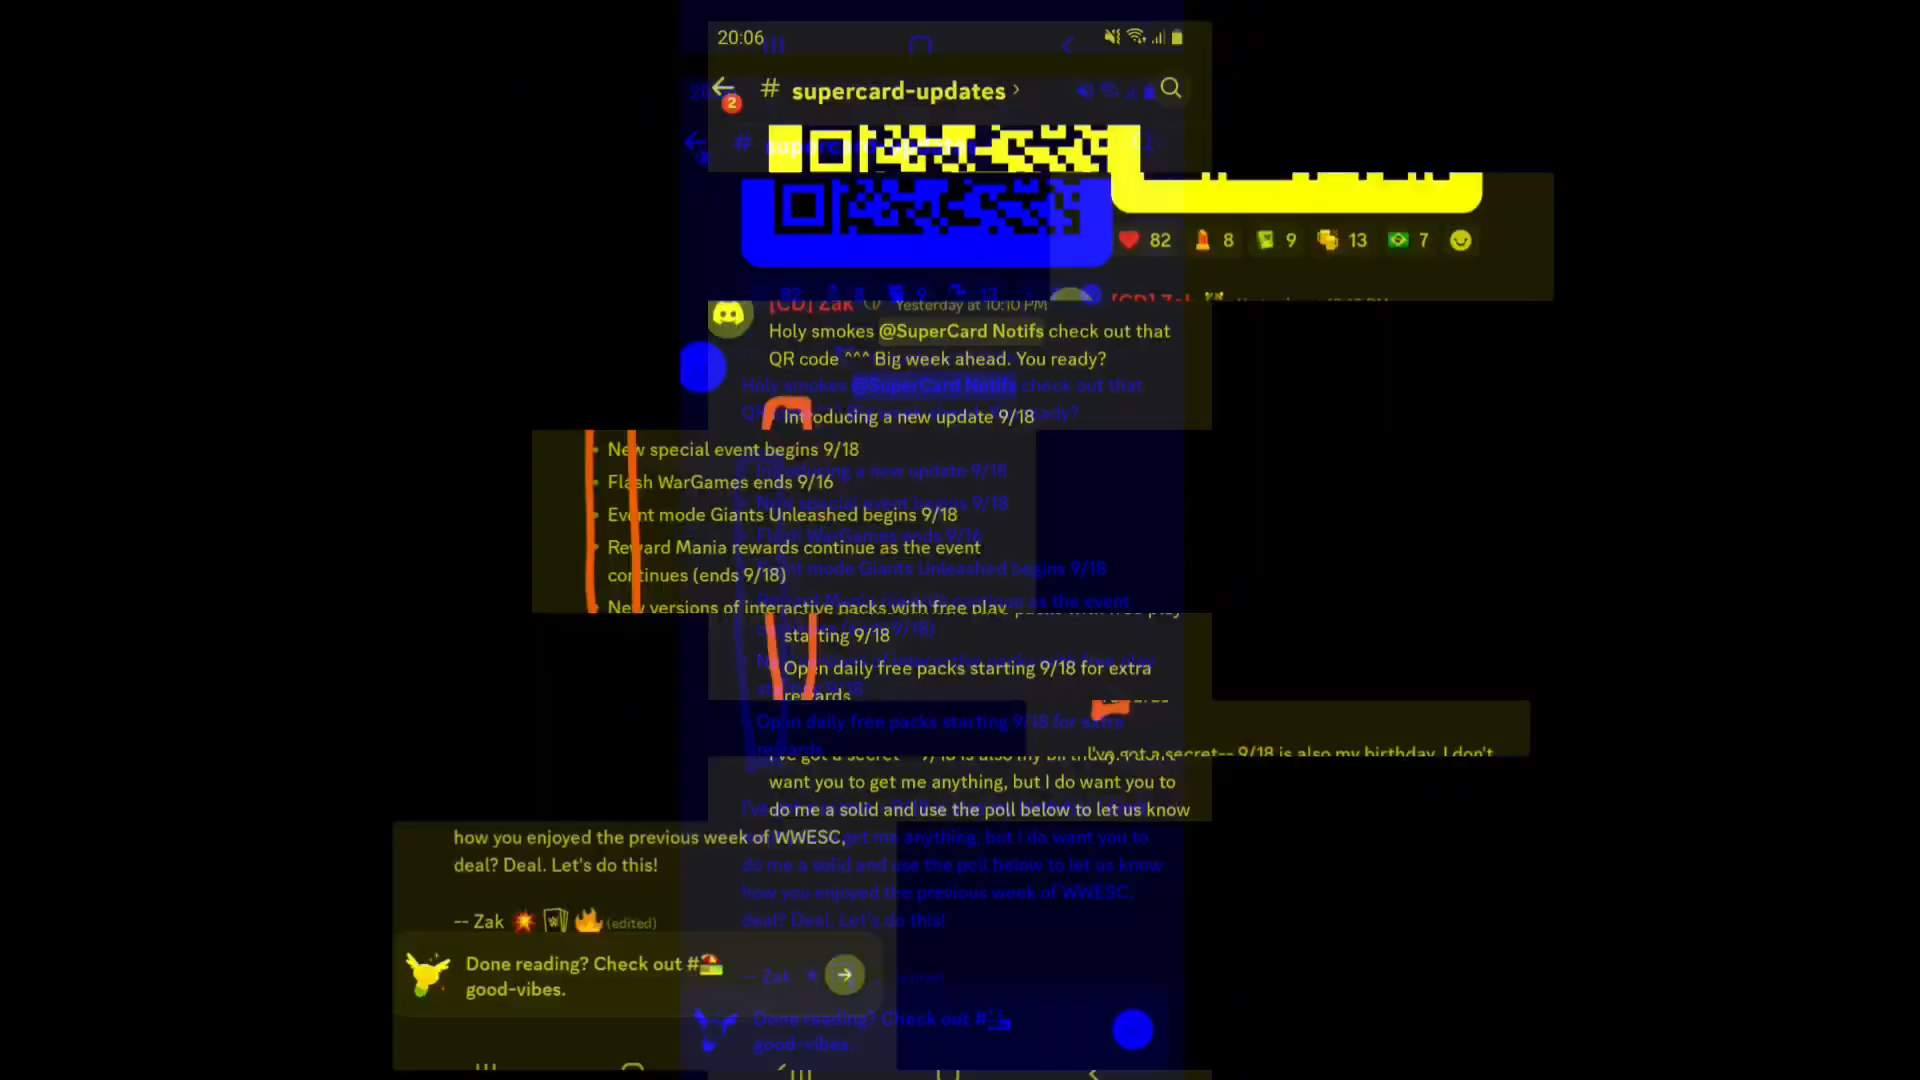 20:06
2
# supercard-updates
82 8 9 13 7
[CD] Zak Yesterday at 10:10 PM
Holy smokes @SuperCard Notifs check out that
QR code ^^^ Big week ahead. You ready?
Introducing a new update 9/18
• New special event begins 9/18
• Flash WarGames ends 9/16
• Event mode Giants Unleashed begins 9/18
• Reward Mania rewards continue as the event
continues (ends 9/18)
• New versions of interactive packs with free play
starting 9/18
Open daily free packs starting 9/18 for extra
rewards
I've got a secret-- 9/18 is also my birthday. I don't
want you to get me anything, but I do want you to
do me a solid and use the poll below to let us know
how you enjoyed the previous week of WWESC,
deal? Deal. Let's do this!
-- Zak 💥 🔥 (edited)
Done reading? Check out #🏖
good-vibes.